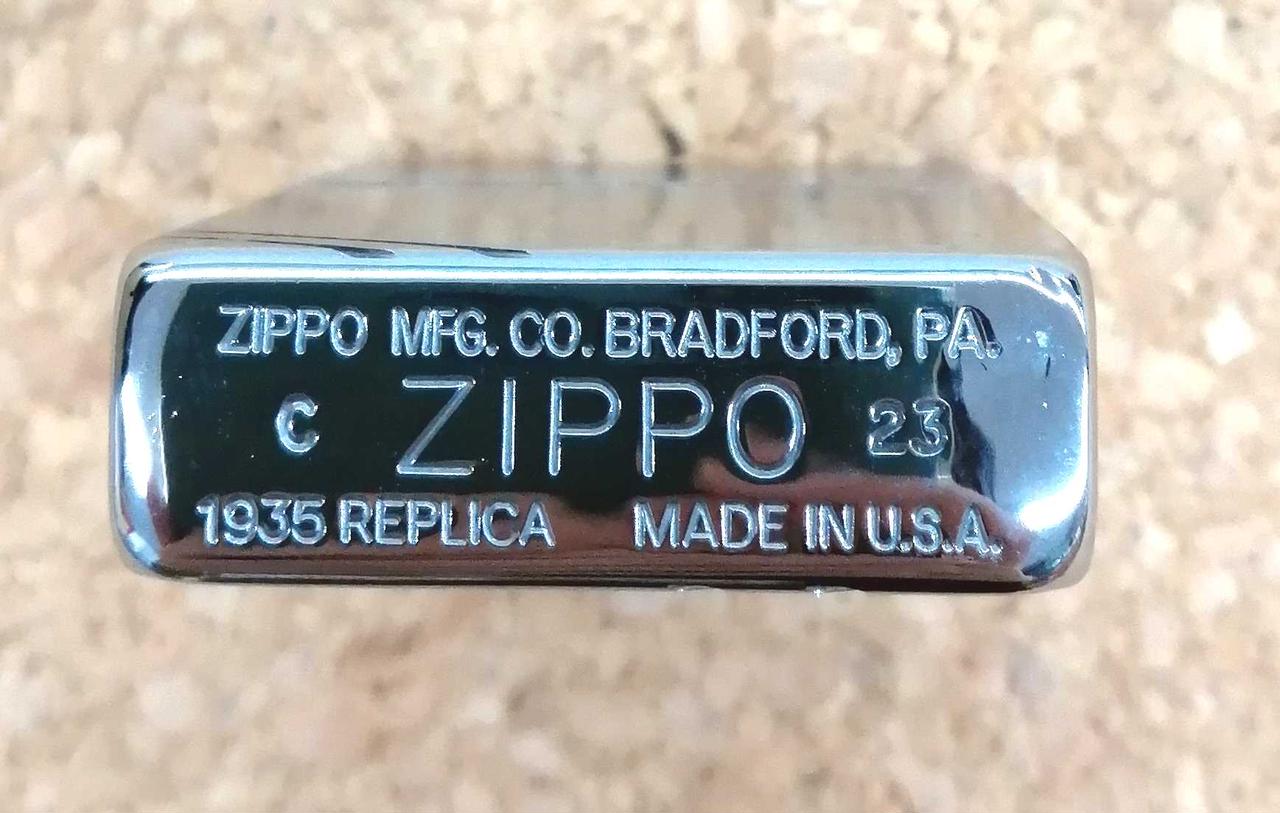 ZIPPO MFG. CO. BRADFORD, PA.
C ZIPPO 23
1935 REPLICA MADE IN U.S.A.